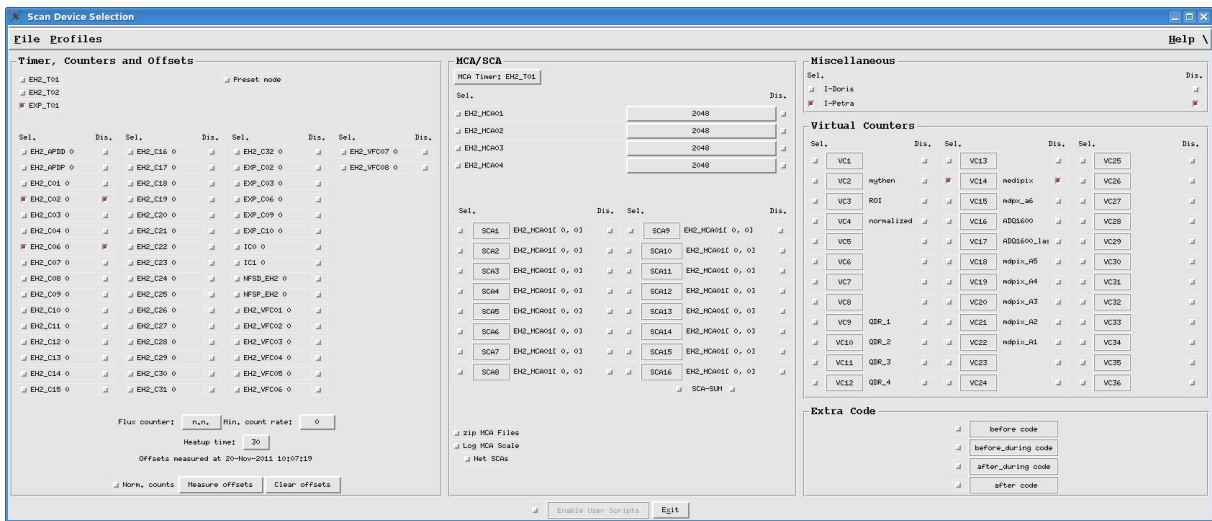 Scan Device Selection
File Profiles Help \
Timer, Counters and Offsets
EH2_T01 Preset mode
EH2_T02
EXP_T01
Sel. Dis. Sel. Dis. Sel. Dis. Sel. Dis.
EH2_APDD 0 EH2_C16 0 EH2_C32 0 EH2_VFC07 0
EH2_APDP 0 EH2_C17 0 EXP_C02 0 EH2_VFC08 0
EH2_C01 0 EH2_C18 0 EXP_C03 0
EH2_C02 0 EH2_C19 0 EXP_C06 0
EH2_C03 0 EH2_C20 0 EXP_C09 0
EH2_C04 0 EH2_C21 0 EXP_C10 0
EH2_C06 0 EH2_C22 0 IC0 0
EH2_C07 0 EH2_C23 0 IC1 0
EH2_C08 0 EH2_C24 0 NFSD_EH2 0
EH2_C09 0 EH2_C25 0 NFSP_EH2 0
EH2_C10 0 EH2_C26 0 EH2_VFC01 0
EH2_C11 0 EH2_C27 0 EH2_VFC02 0
EH2_C12 0 EH2_C28 0 EH2_VFC03 0
EH2_C13 0 EH2_C29 0 EH2_VFC04 0
EH2_C14 0 EH2_C30 0 EH2_VFC05 0
EH2_C15 0 EH2_C31 0 EH2_VFC06 0
Flux counter: n.n. Min. count rate: 0
Heatup time: 30
Offsets measured at 20-Nov-2011 10:07:19
Norm. counts Measure offsets Clear offsets
MCA/SCA
MCA Timer: EH2_T01
Sel. Dis.
EH2_MCA01 2048
EH2_MCA02 2048
EH2_MCA03 2048
EH2_MCA04 2048
Sel. Dis. Sel. Dis.
SCA1 EH2_MCA01[ 0, 0] SCA9 EH2_MCA01[ 0, 0]
SCA2 EH2_MCA01[ 0, 0] SCA10 EH2_MCA01[ 0, 0]
SCA3 EH2_MCA01[ 0, 0] SCA11 EH2_MCA01[ 0, 0]
SCA4 EH2_MCA01[ 0, 0] SCA12 EH2_MCA01[ 0, 0]
SCA5 EH2_MCA01[ 0, 0] SCA13 EH2_MCA01[ 0, 0]
SCA6 EH2_MCA01[ 0, 0] SCA14 EH2_MCA01[ 0, 0]
SCA7 EH2_MCA01[ 0, 0] SCA15 EH2_MCA01[ 0, 0]
SCA8 EH2_MCA01[ 0, 0] SCA16 EH2_MCA01[ 0, 0]
SCA-SUM
zip MCA Files
Log MCA Scale
Net SCAs
Miscellaneous
Sel. Dis.
I-Doris
I-Petra
Virtual Counters
Sel. Dis. Sel. Dis. Sel. Dis.
VC1 VC13 VC25
VC2 mythen VC14 medipix VC26
VC3 ROI VC15 mdpx_a6 VC27
VC4 normalized VC16 ADQ1600 VC28
VC5 VC17 ADQ1600_las VC29
VC6 VC18 mdpix_A5 VC30
VC7 VC19 mdpix_A4 VC31
VC8 VC20 mdpix_A3 VC32
VC9 QDR_1 VC21 mdpix_A2 VC33
VC10 QDR_2 VC22 mdpix_A1 VC34
VC11 QDR_3 VC23 VC35
VC12 QDR_4 VC24 VC36
Extra Code
before code
before_during code
after_during code
after code
Enable User Scripts Exit